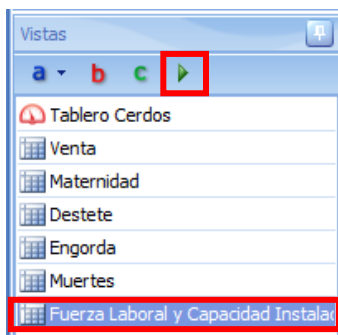 Vistas
a b c
Tablero Cerdos
Venta
Maternidad
Destete
Engorda
Muertes
Fuerza Laboral y Capacidad Instalac